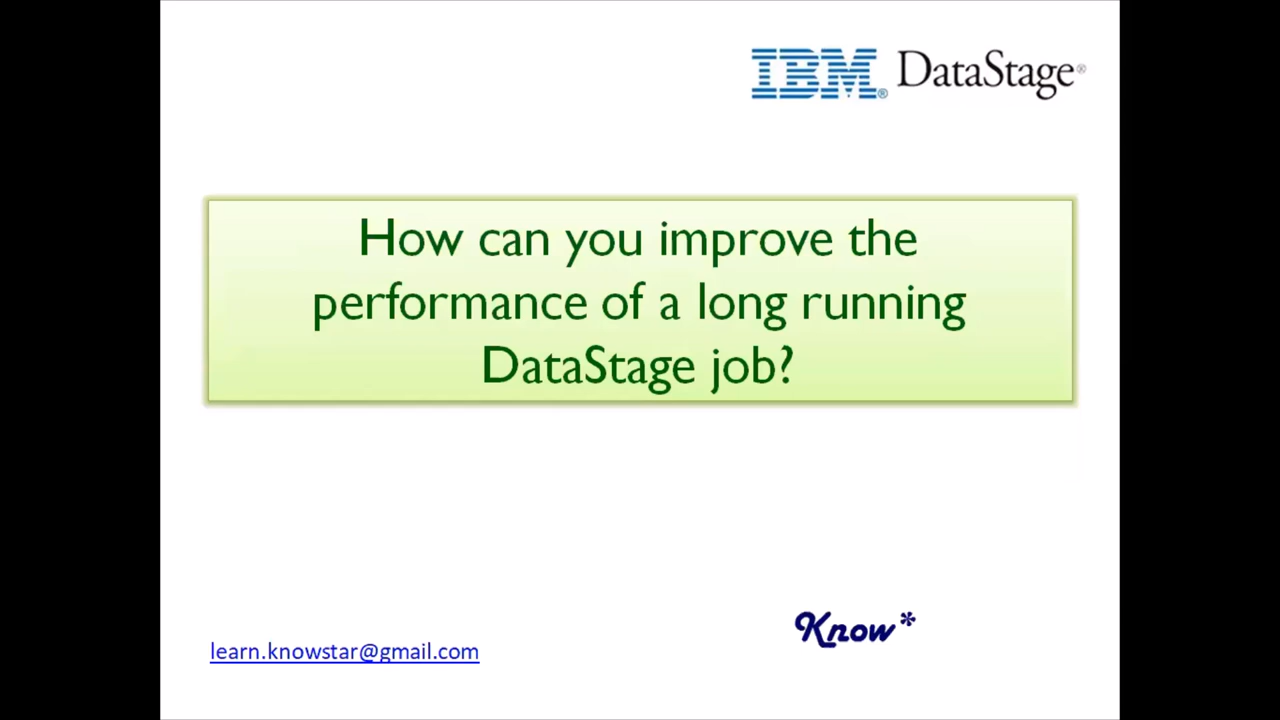 IBM® DataStage®
How can you improve the
performance of a long running
DataStage job?
Know*
learn.knowstar@gmail.com